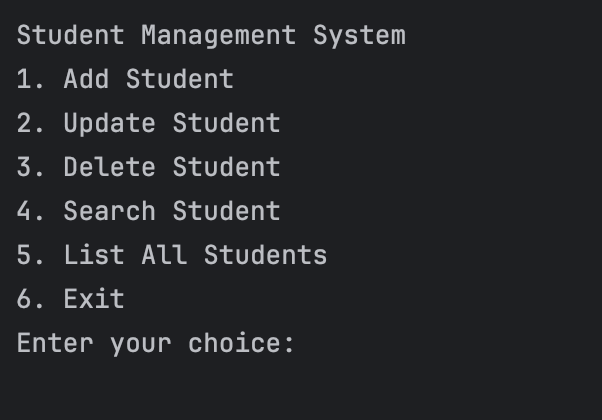 Student Management System
1. Add Student
2. Update Student
3. Delete Student
4. Search Student
5. List All Students
6. Exit
Enter your choice: